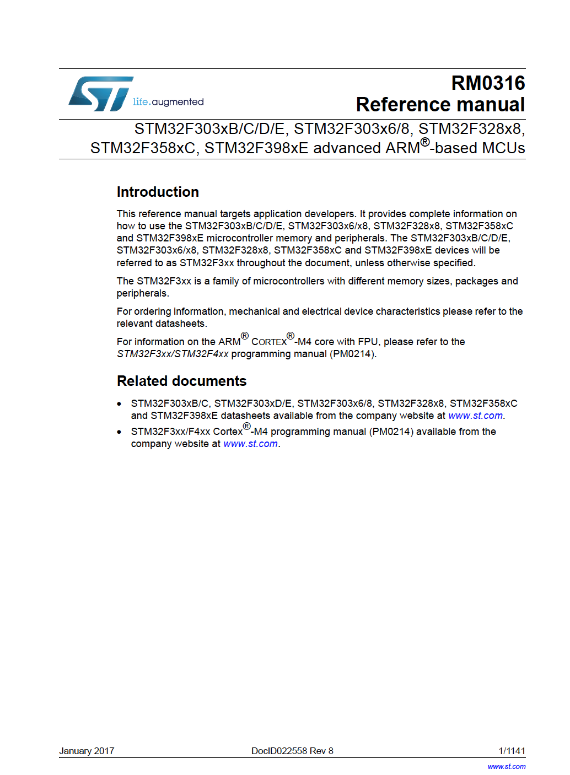 life.augmented
RM0316
Reference manual
STM32F303xB/C/D/E, STM32F303x6/8, STM32F328x8,
STM32F358xC, STM32F398xE advanced ARM®-based MCUs
Introduction
This reference manual targets application developers. It provides complete information on
how to use the STM32F303xB/C/D/E, STM32F303x6/x8, STM32F328x8, STM32F358xC
and STM32F398xE microcontroller memory and peripherals. The STM32F303xB/C/D/E,
STM32F303x6/x8, STM32F328x8, STM32F358xC and STM32F398xE devices will be
referred to as STM32F3xx throughout the document, unless otherwise specified.
The STM32F3xx is a family of microcontrollers with different memory sizes, packages and
peripherals.
For ordering information, mechanical and electrical device characteristics please refer to the
relevant datasheets.
For information on the ARM® CORTEX®-M4 core with FPU, please refer to the
STM32F3xx/STM32F4xx programming manual (PM0214).
Related documents
• STM32F303xB/C, STM32F303xD/E, STM32F303x6/8, STM32F328x8, STM32F358xC
and STM32F398xE datasheets available from the company website at www.st.com.
• STM32F3xx/F4xx Cortex®-M4 programming manual (PM0214) available from the
company website at www.st.com.
January 2017 DocID022558 Rev 8 1/1141
www.st.com